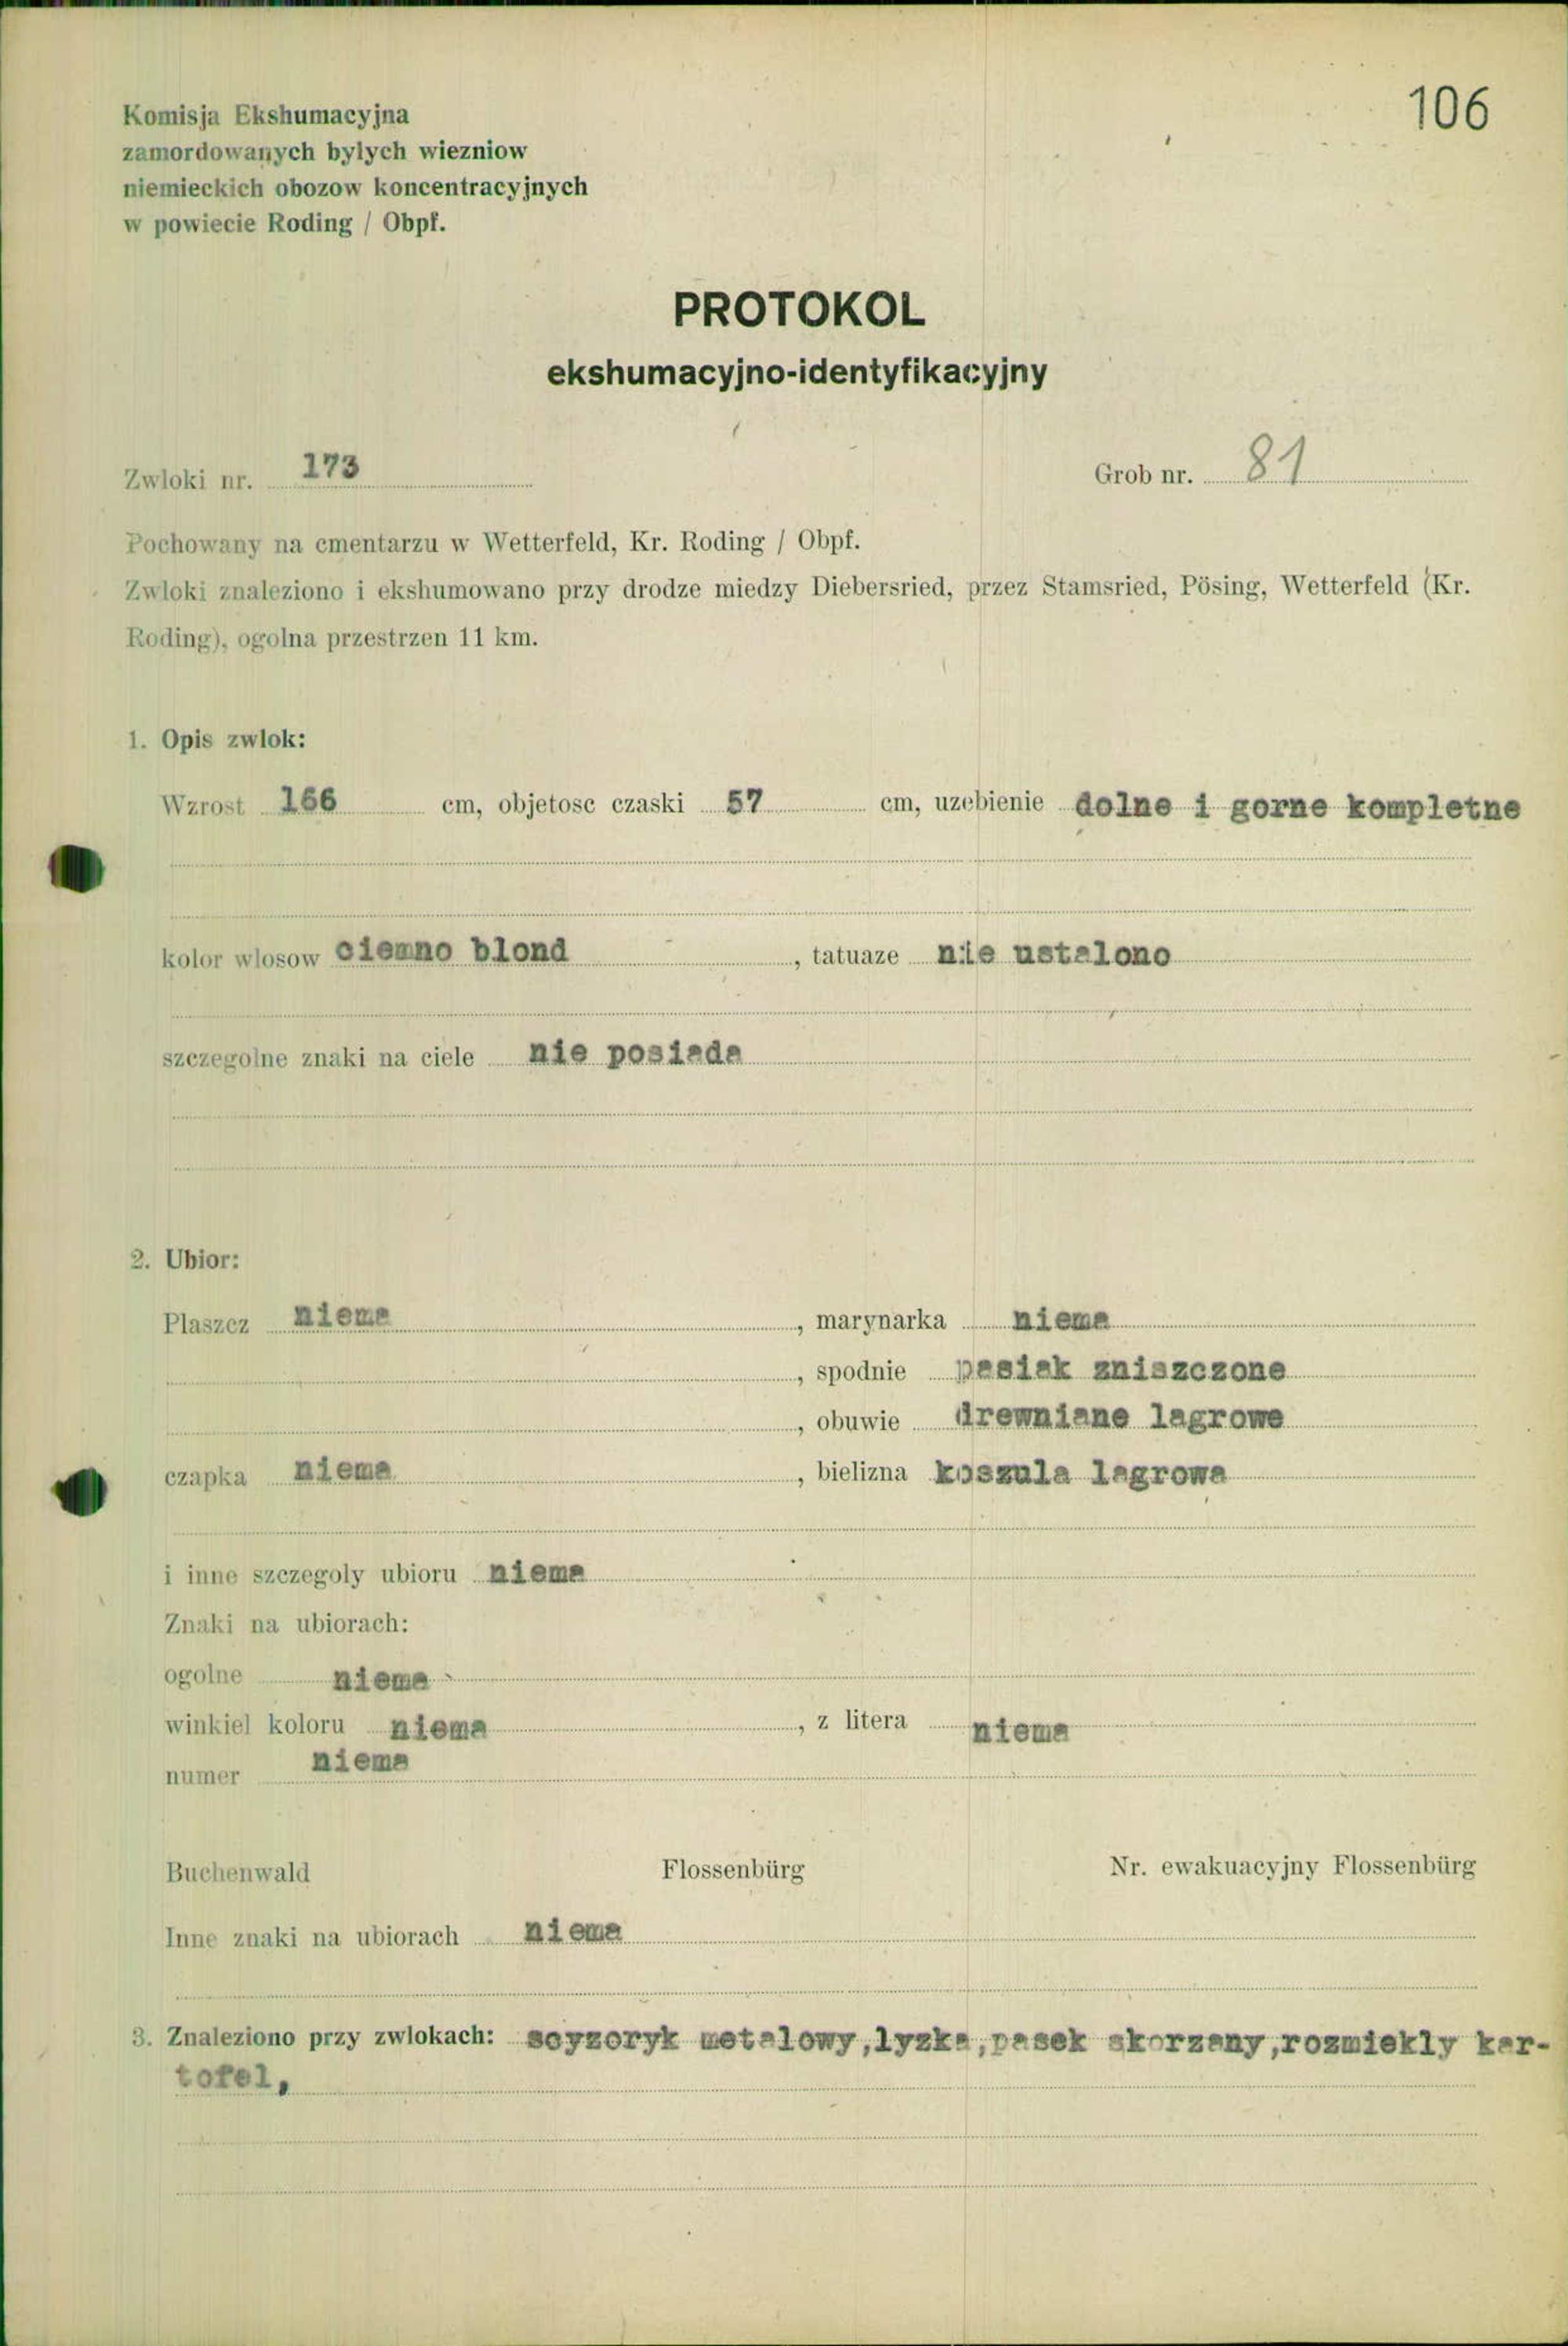 106
Komisja Ekshumacyjna
zamordowanych bylych wiezniow
niemieckich obozow koncentracyjnych
w powiecie Roding / Obpf.
PROTOKOL
ekshumacyjno-identyfikacyjny
Zwloki nr. 173 Grob nr. 81
Pochowany na cmentarzu w Wetterfeld, Kr. Roding / Obpf.
Zwloki znaleziono i ekshumowano przy drodze miedzy Diebersried, przez Stamsried, Pösing, Wetterfeld (Kr.
Roding), ogolna przestrzen 11 km.
1. Opis zwlok:
Wzrost 166 cm, objetosc czaski 57 cm, uzebienie dolne i gorne kompletne
kolor wlosow ciemno blond, tatuaze nie ustalono
szczegolne znaki na ciele nie posiada
2. Ubior:
Plaszcz niema, marynarka niema
, spodnie pasiak zniszczone
, obuwie drewniane lagrowe
czapka niema, bielizna koszula lagrowa
i inne szczegoly ubioru niema
Znaki na ubiorach:
ogolne niema
winkiel koloru niema, z litera niema
numer niema
Buchenwald Flossenbürg Nr. ewakuacyjny Flossenbürg
Inne znaki na ubiorach niema
3. Znaleziono przy zwlokach: scyzoryk metalowy,lyzka,pasek skorzany,rozmiekly kar-
tofel,